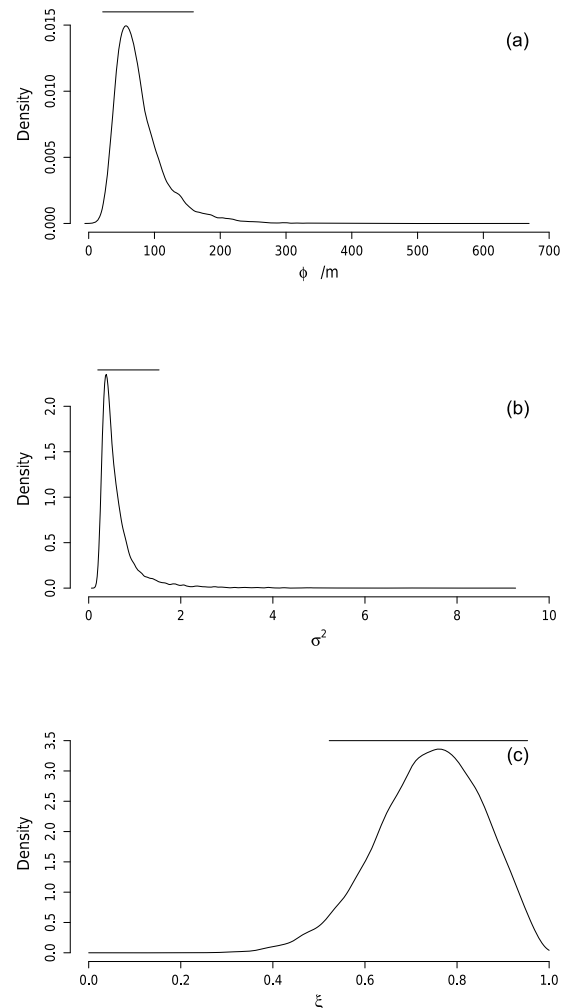 (a)
Density
0.000 0.005 0.010 0.015
0 100 200 300 400 500 600 700
ϕ /m
(b)
Density
0.0 0.5 1.0 1.5 2.0
0 2 4 6 8 10
σ²
(c)
Density
0.0 0.5 1.0 1.5 2.0 2.5 3.0 3.5
0.0 0.2 0.4 0.6 0.8 1.0
ξ